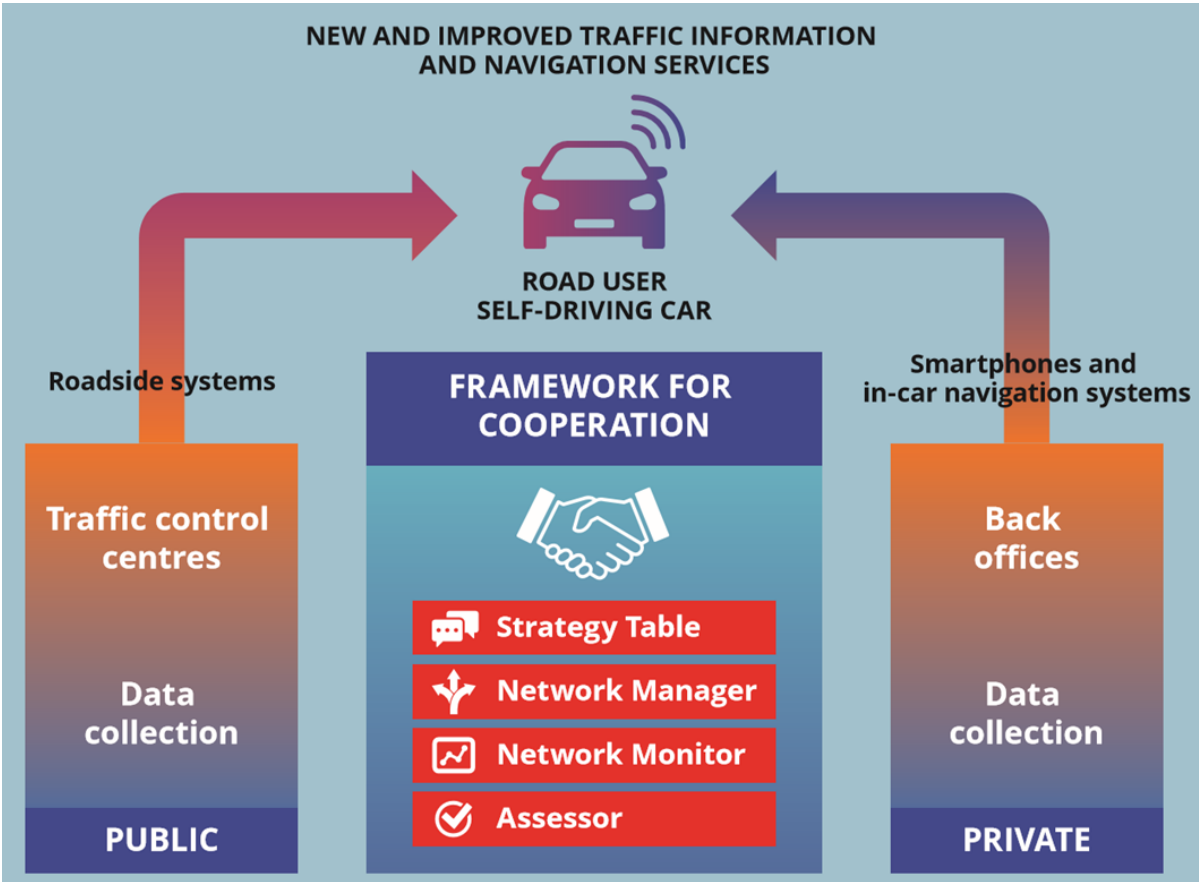 NEW AND IMPROVED TRAFFIC INFORMATION
AND NAVIGATION SERVICES
ROAD USER
SELF-DRIVING CAR
Roadside systems
Smartphones and
in-car navigation systems
Traffic control
centres
Data
collection
PUBLIC
FRAMEWORK FOR
COOPERATION
Strategy Table
Network Manager
Network Monitor
Assessor
Back
offices
Data
collection
PRIVATE